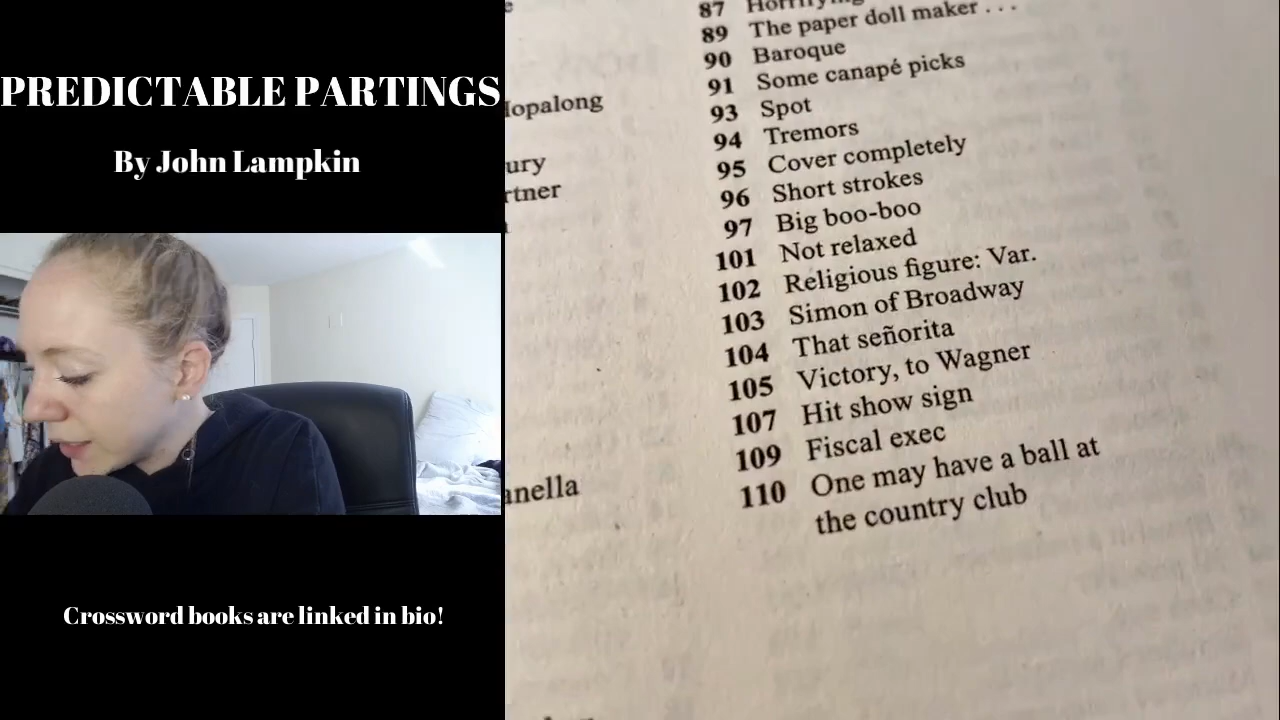 PREDICTABLE PARTINGS
By John Lampkin
Crossword books are linked in bio!
Hopalong
ury
rtner
anella
87 Horrifying
89 The paper doll maker . . .
90 Baroque
91 Some canapé picks
93 Spot
94 Tremors
95 Cover completely
96 Short strokes
97 Big boo-boo
101 Not relaxed
102 Religious figure: Var.
103 Simon of Broadway
104 That señorita
105 Victory, to Wagner
107 Hit show sign
109 Fiscal exec
110 One may have a ball at
the country club